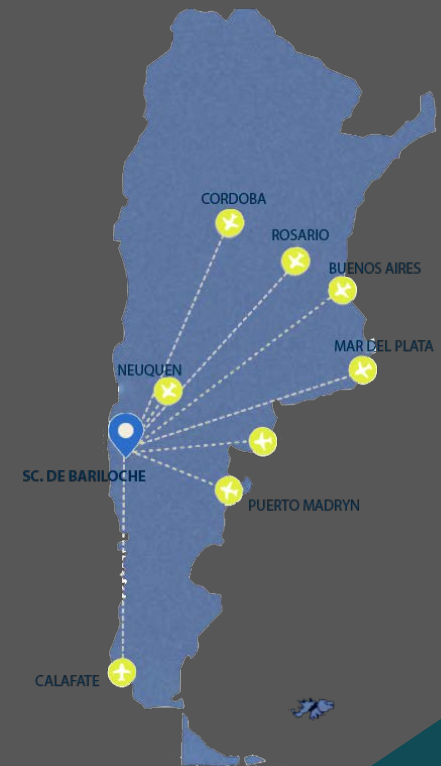 CORDOBA
ROSARIO
BUENOS AIRES
MAR DEL PLATA
NEUQUEN
SC. DE BARILOCHE
PUERTO MADRYN
CALAFATE